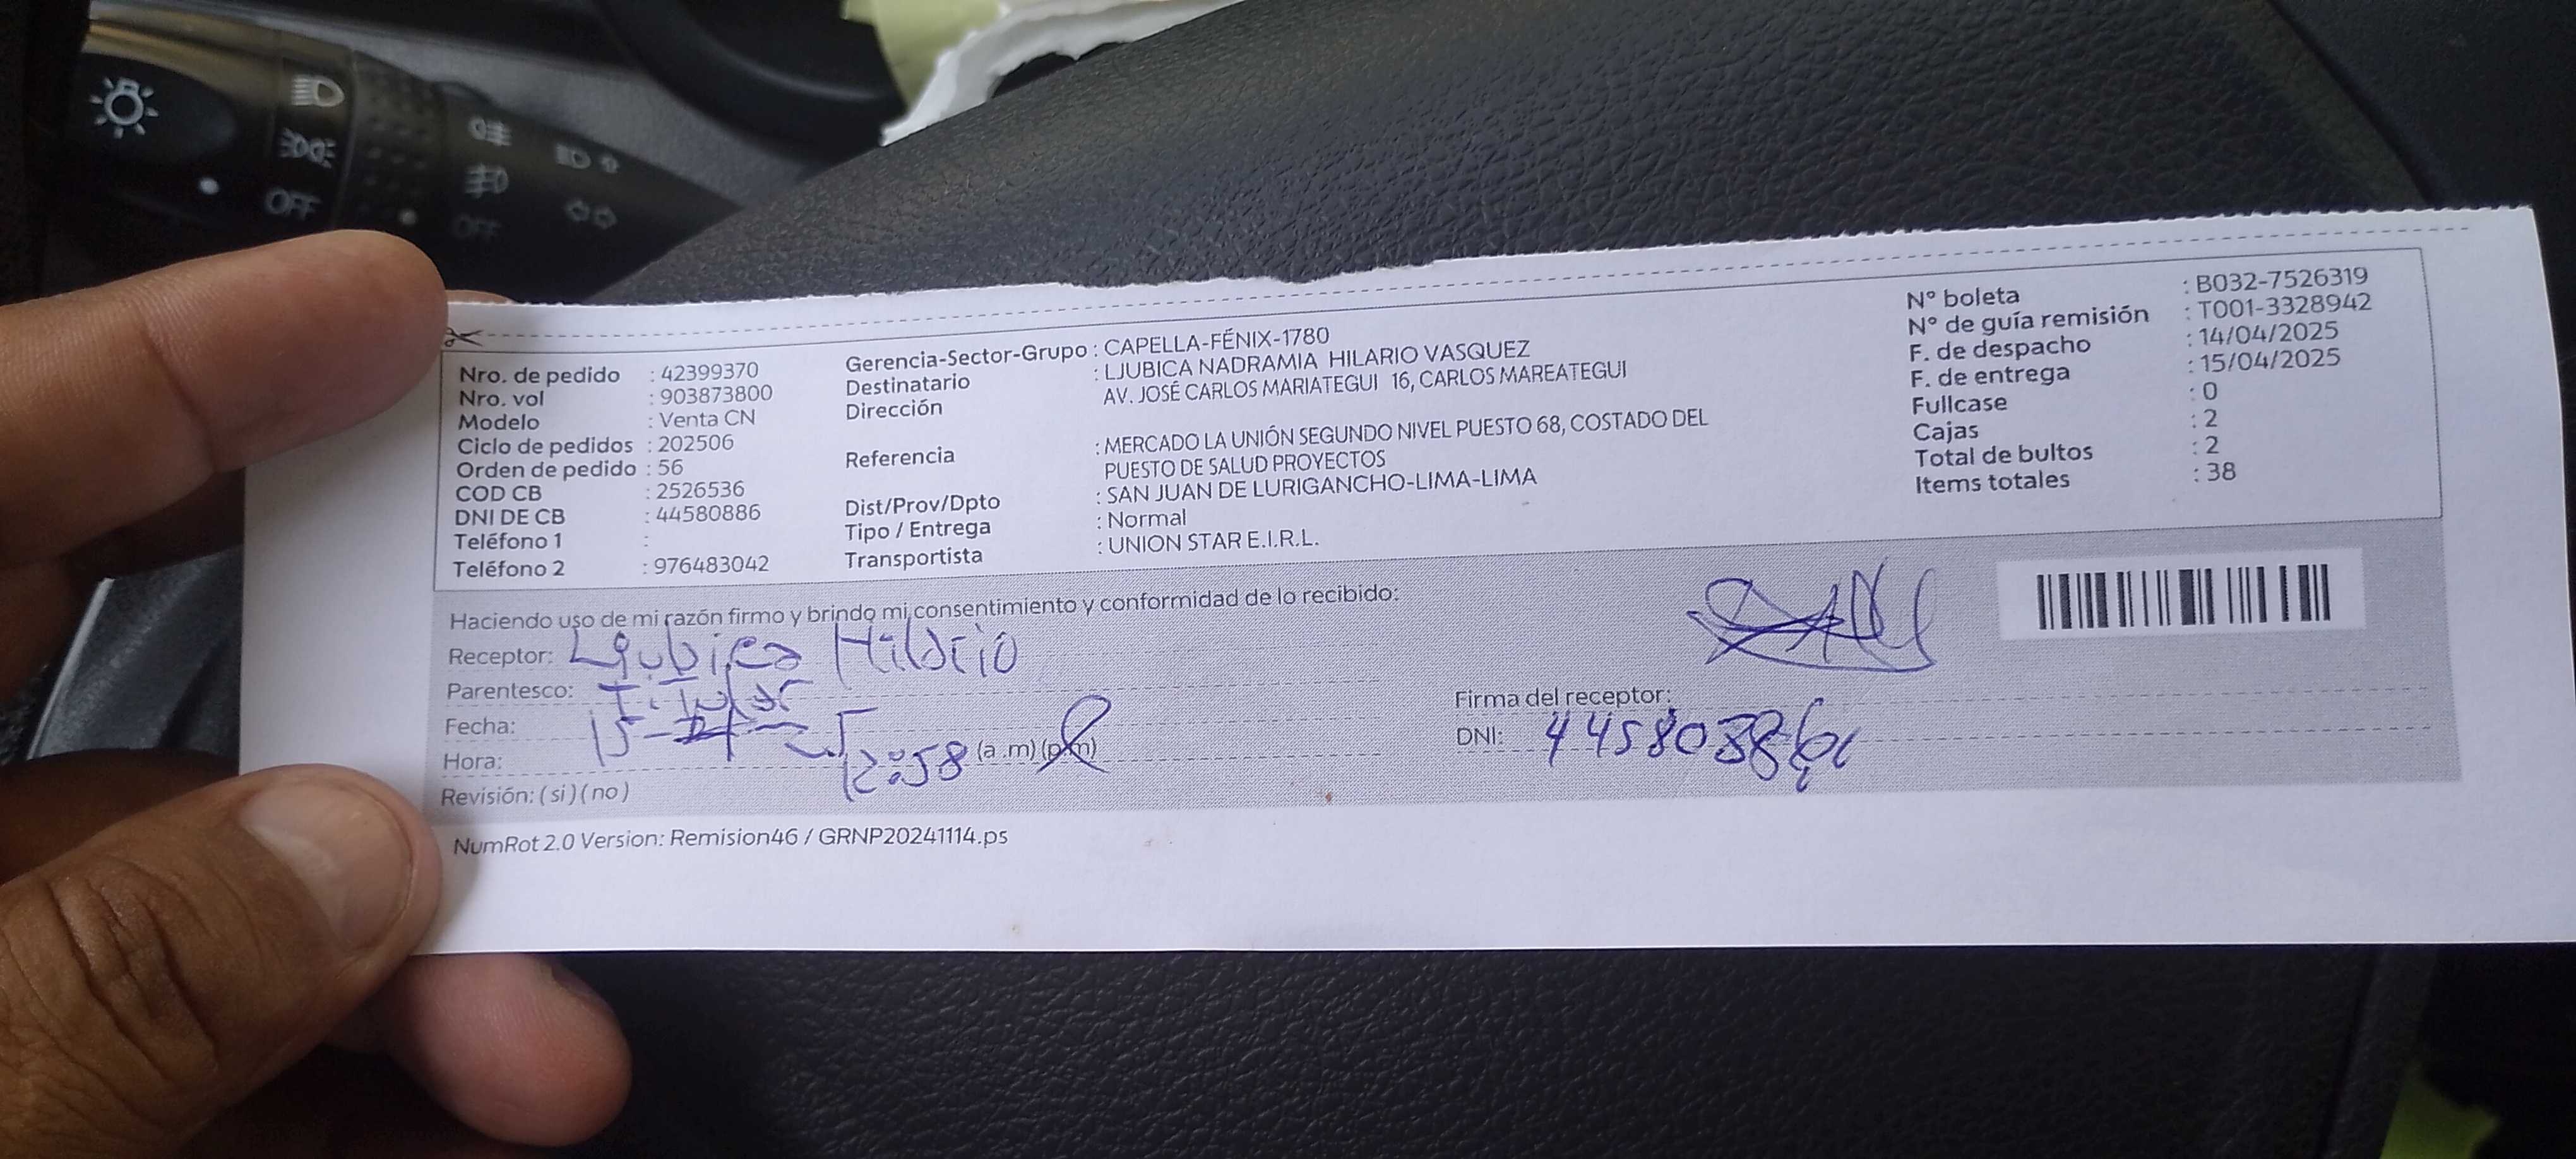 Nro. de pedido : 42399370
Nro. vol : 903873800
Modelo : Venta CN
Ciclo de pedidos : 202506
Orden de pedido : 56
COD CB : 2526536
DNI DE CB : 44580886
Teléfono 1 :
Teléfono 2 : 976483042
Gerencia-Sector-Grupo : CAPELLA-FÉNIX-1780
Destinatario : LJUBICA NADRAMIA HILARIO VASQUEZ
Dirección AV. JOSÉ CARLOS MARIATEGUI 16, CARLOS MAREATEGUI
Referencia : MERCADO LA UNIÓN SEGUNDO NIVEL PUESTO 68, COSTADO DEL
PUESTO DE SALUD PROYECTOS
Dist/Prov/Dpto : SAN JUAN DE LURIGANCHO-LIMA-LIMA
Tipo / Entrega : Normal
Transportista : UNION STAR E.I.R.L.
N° boleta : B032-7526319
N° de guía remisión : T001-3328942
F. de despacho : 14/04/2025
F. de entrega : 15/04/2025
Fullcase : 0
Cajas : 2
Total de bultos : 2
Items totales : 38
Haciendo uso de mi razón firmo y brindo mi consentimiento y conformidad de lo recibido:
Receptor: Ljubica Hilario
Parentesco: Titular
Fecha: 15-4-25
Hora: 12:58 (a.m) (p.m)
Revisión: (si) (no)
Firma del receptor:
DNI:
NumRot 2.0 Version: Remision46 / GRNP20241114.ps
OFF
OFF